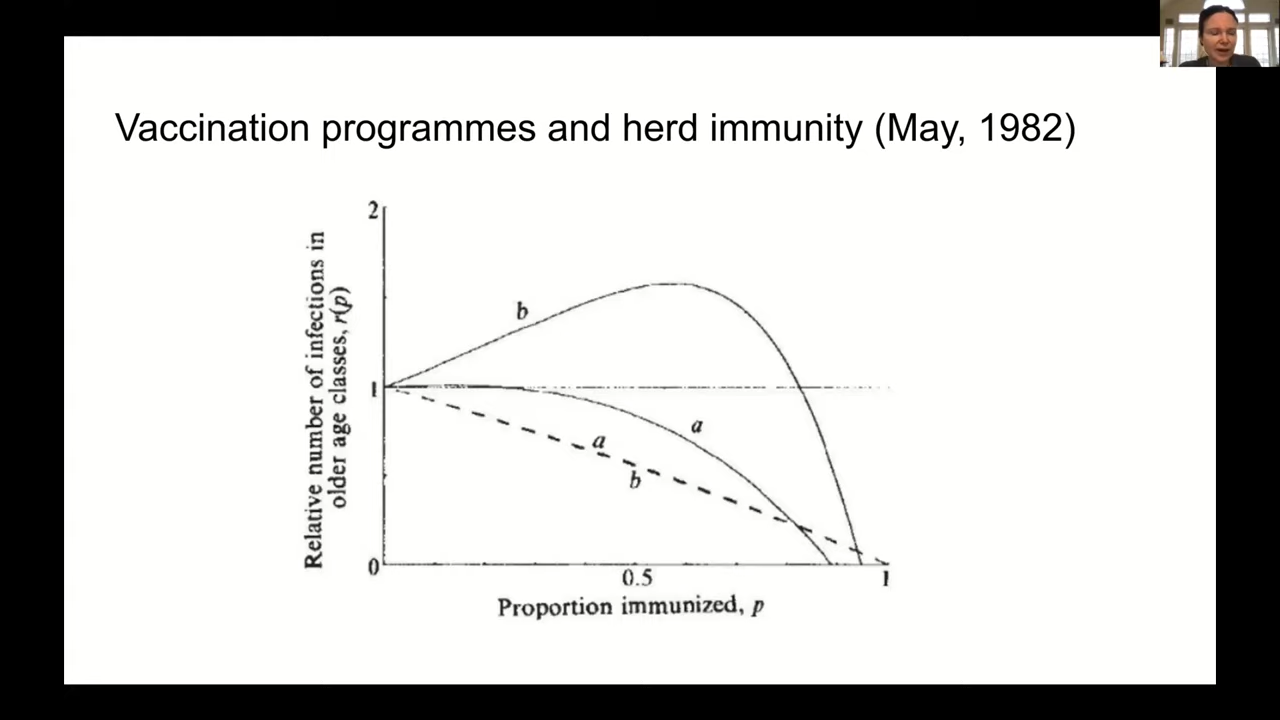 Vaccination programmes and herd immunity (May, 1982)
Relative number of infections in
older age classes, r(p)
2
1
0
b
a
a
b
0.5
1
Proportion immunized, p